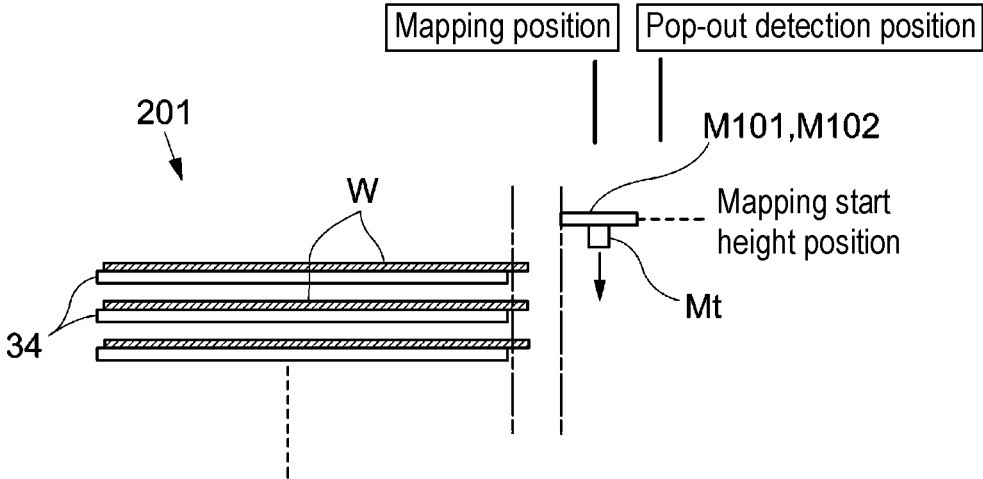 Mapping position
Pop-out detection position
201
M101,M102
W
Mapping start
height position
Mt
34